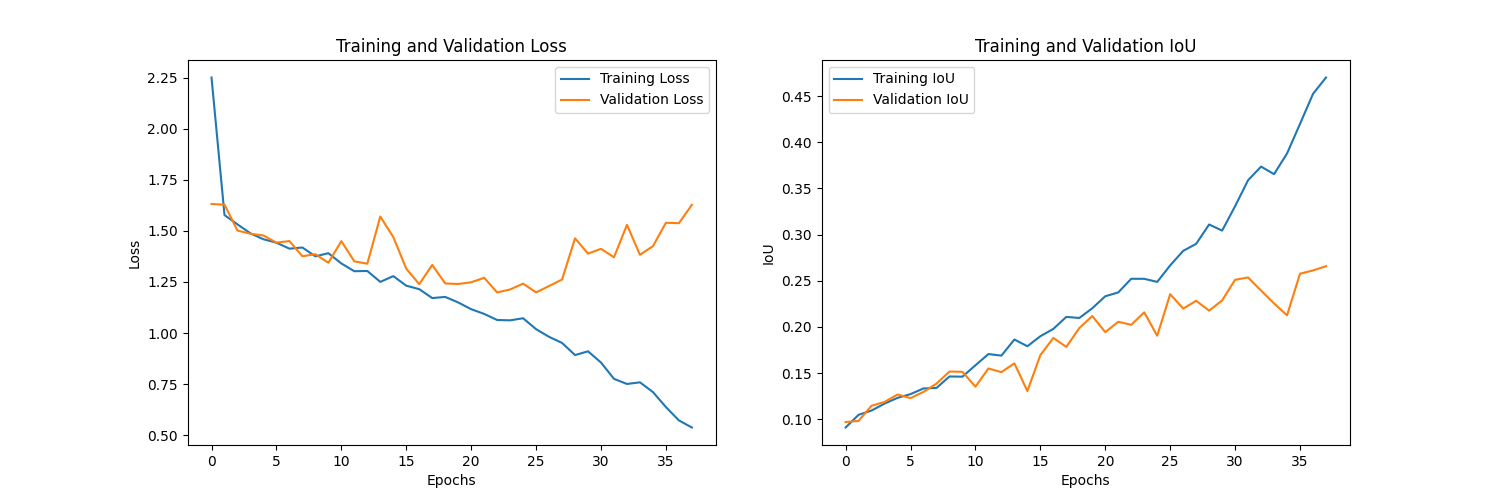 Training and Validation Loss
Training Loss
Validation Loss
2.25
2.00
1.75
1.50
1.25
1.00
0.75
0.50
Loss
0 5 10 15 20 25 30 35
Epochs
Training and Validation IoU
Training IoU
Validation IoU
0.45
0.40
0.35
0.30
0.25
0.20
0.15
0.10
IoU
0 5 10 15 20 25 30 35
Epochs